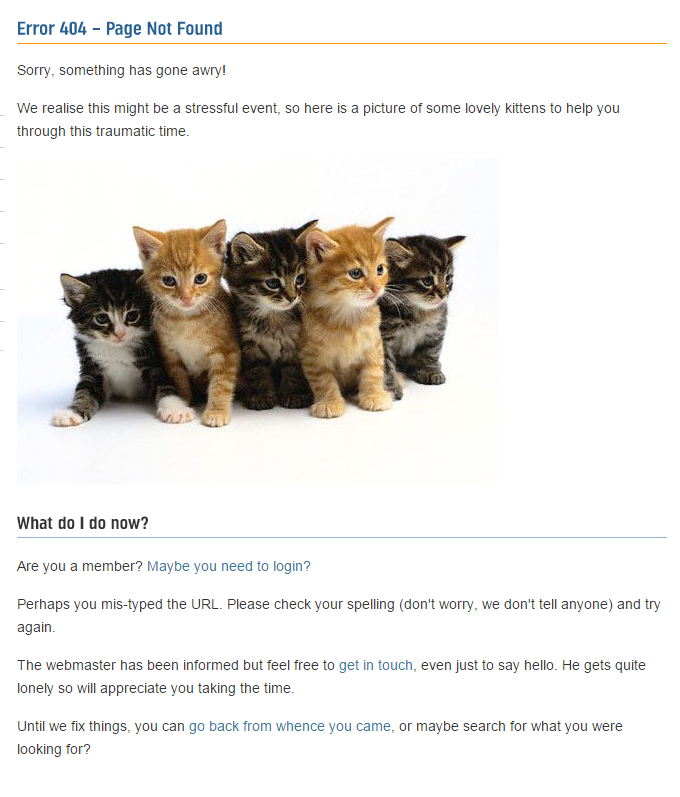 Error 404 – Page Not Found
Sorry, something has gone awry!
We realise this might be a stressful event, so here is a picture of some lovely kittens to help you
through this traumatic time.
What do I do now?
Are you a member? Maybe you need to login?
Perhaps you mis-typed the URL. Please check your spelling (don't worry, we don't tell anyone) and try
again.
The webmaster has been informed but feel free to get in touch, even just to say hello. He gets quite
lonely so will appreciate you taking the time.
Until we fix things, you can go back from whence you came, or maybe search for what you were
looking for?